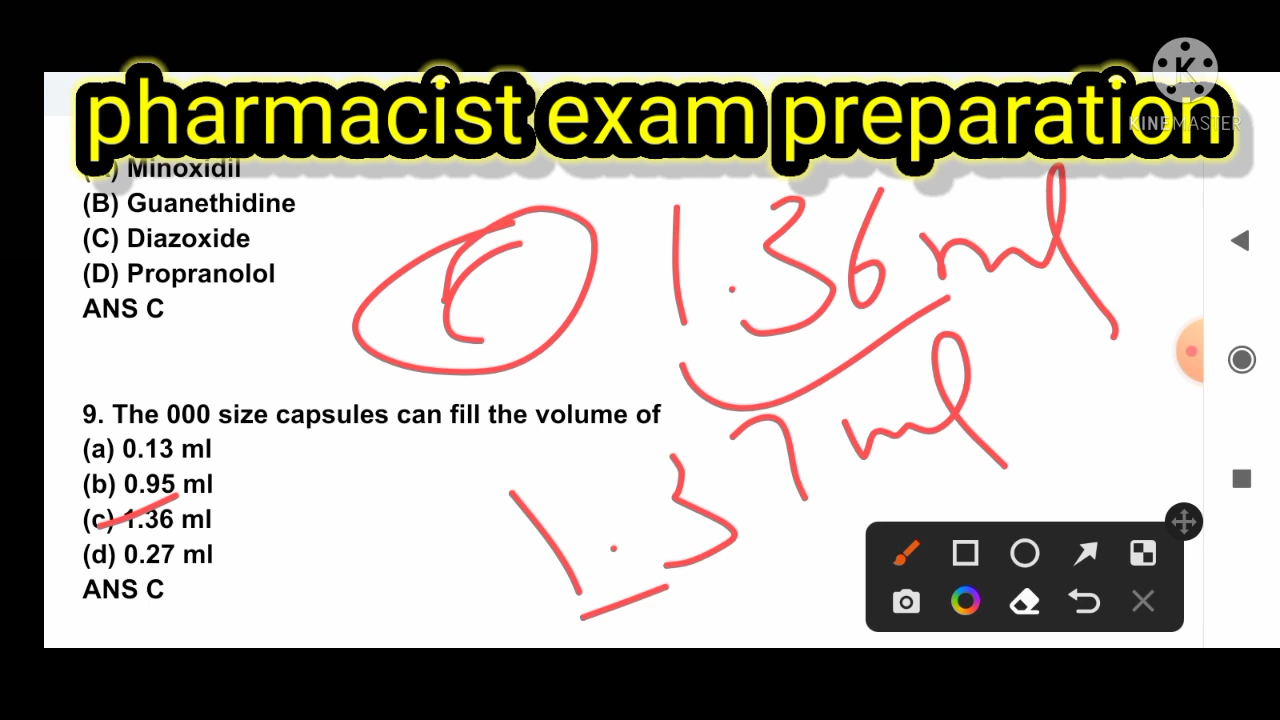 pharmacist exam preparation
KINEMASTER
(A) Minoxidil
(B) Guanethidine
(C) Diazoxide
(D) Propranolol
ANS C
C 1.36 ml
1.37 ml
9. The 000 size capsules can fill the volume of
(a) 0.13 ml
(b) 0.95 ml
(c) 1.36 ml
(d) 0.27 ml
ANS C